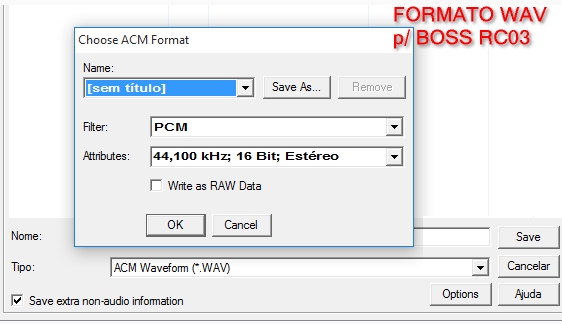 FORMATO WAV
p/ BOSS RC03
Choose ACM Format
Name:
[sem título]
Save As...
Remove
Filter:
PCM
Attributes:
44,100 kHz; 16 Bit; Estéreo
Write as RAW Data
OK
Cancel
Nome:
Save
Tipo:
ACM Waveform (*.WAV)
Cancelar
Save extra non-audio information
Options
Ajuda